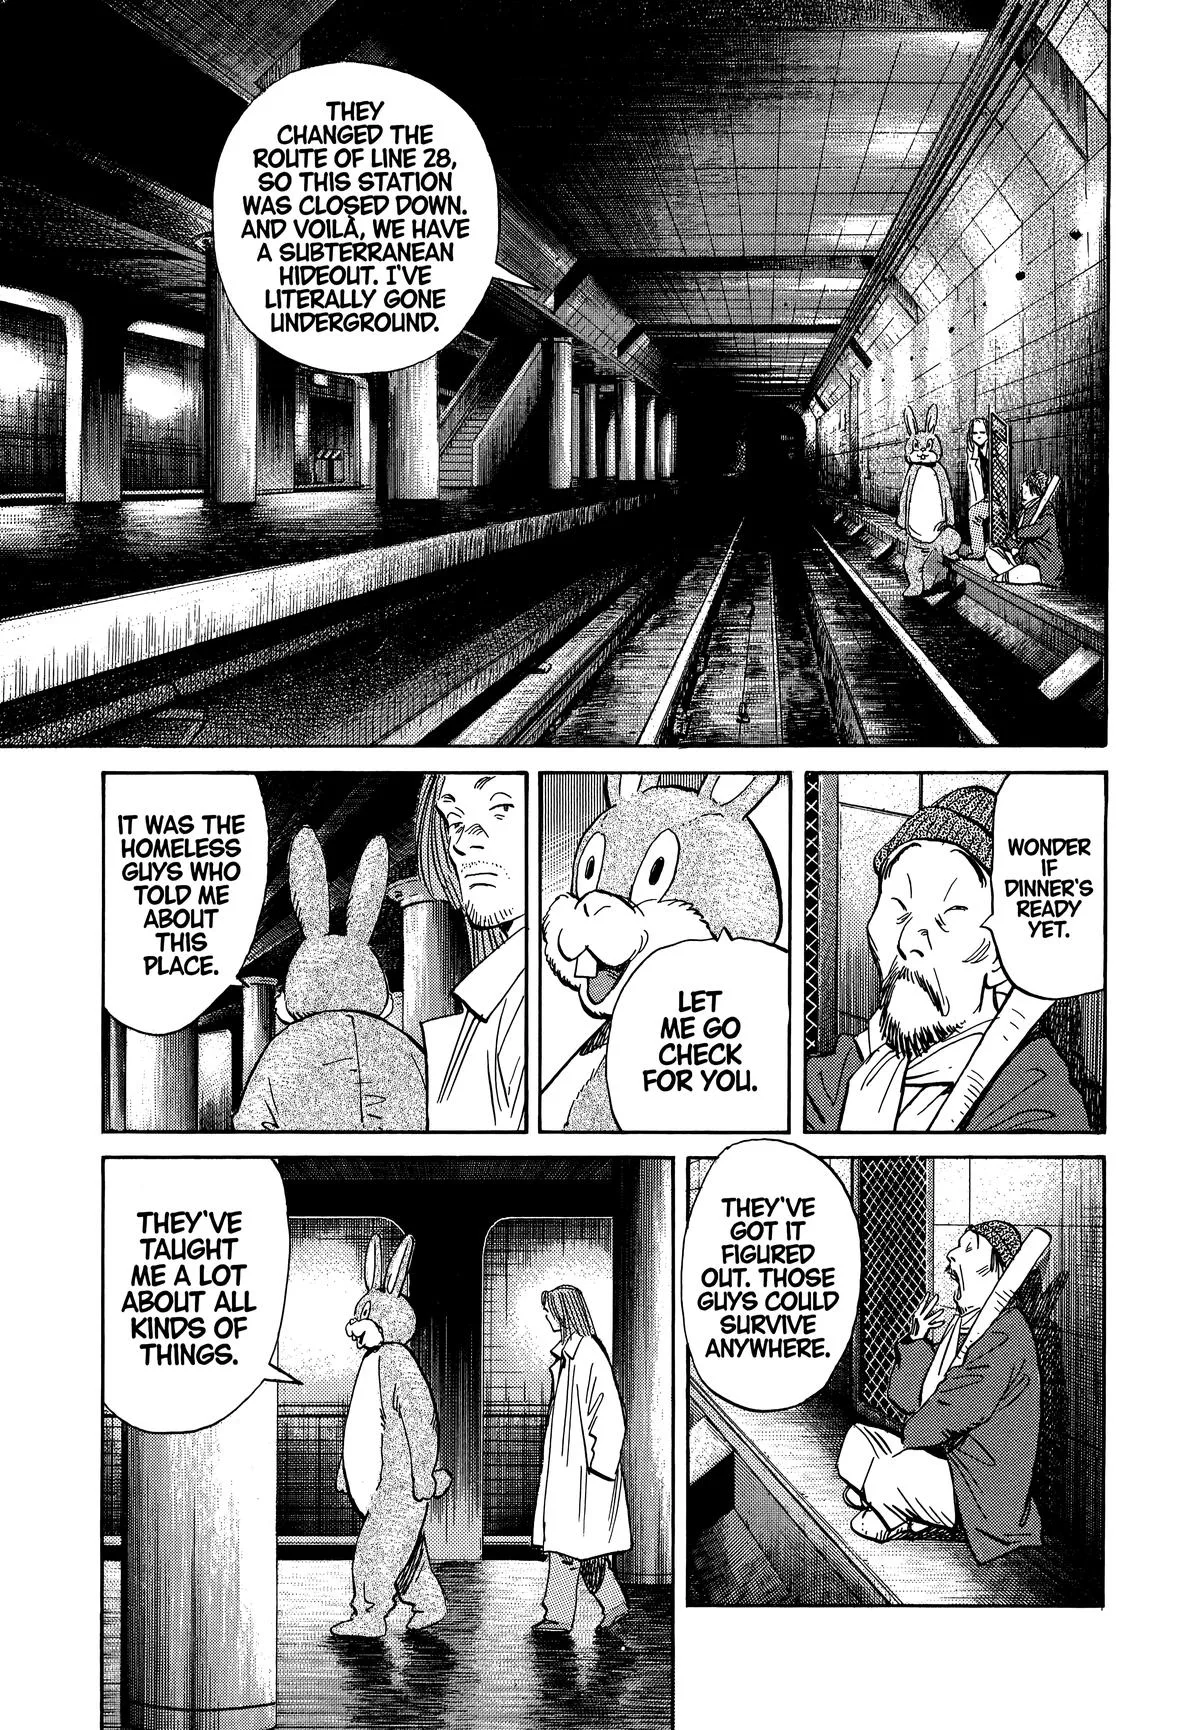 THEY
CHANGED THE
ROUTE OF LINE 28,
SO THIS STATION
WAS CLOSED DOWN.
AND VOILÀ, WE HAVE
A SUBTERRANEAN
HIDEOUT. I'VE
LITERALLY GONE
UNDERGROUND.
WONDER
IF
DINNER'S
READY
YET.
LET
ME GO
CHECK
FOR YOU.
IT WAS THE
HOMELESS
GUYS WHO
TOLD ME
ABOUT
THIS
PLACE.
THEY'VE
GOT IT
FIGURED
OUT. THOSE
GUYS COULD
SURVIVE
ANYWHERE.
THEY'VE
TAUGHT
ME A LOT
ABOUT ALL
KINDS OF
THINGS.